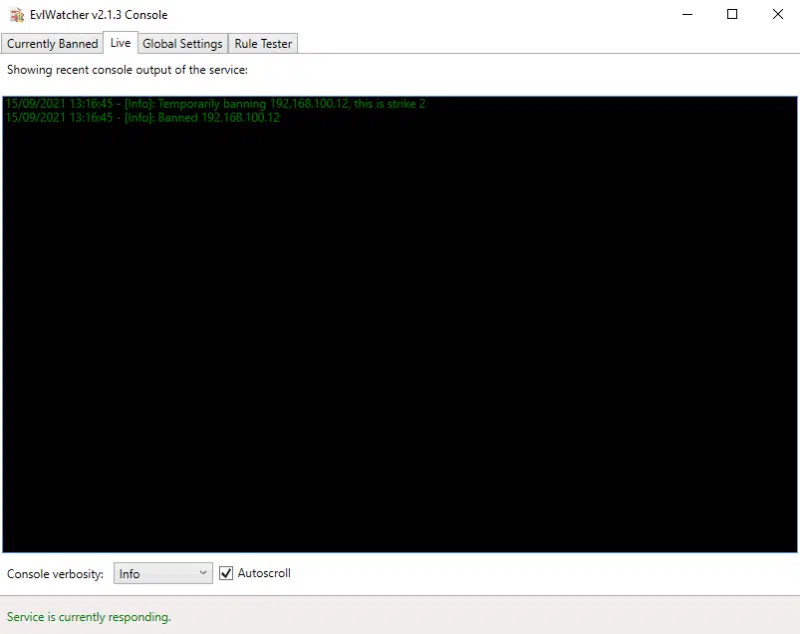 EvlWatcher v2.1.3 Console
Currently Banned Live Global Settings Rule Tester
Showing recent console output of the service:
15/09/2021 13:16:45 - [Info]: Temporarily banning 192.168.100.12, this is strike 2
15/09/2021 13:16:45 - [Info]: Banned 192.168.100.12
Console verbosity: Info Autoscroll
Service is currently responding.